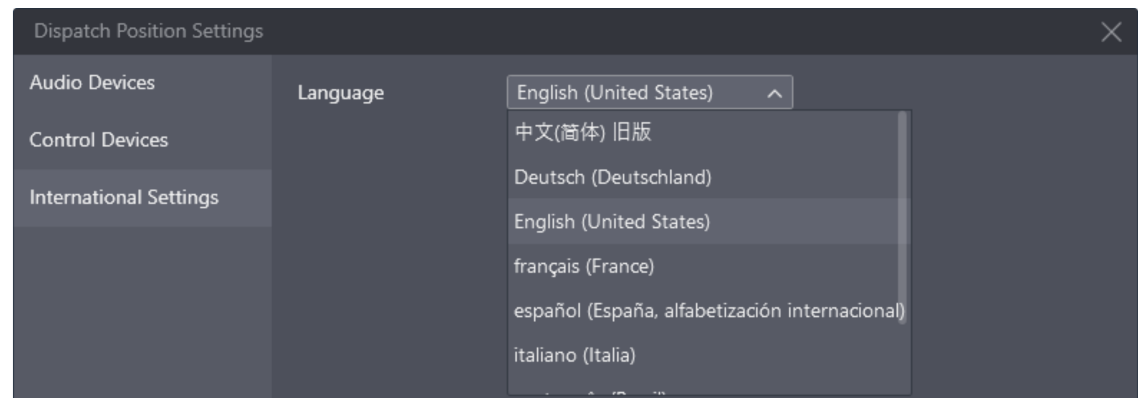 Dispatch Position Settings
Audio Devices
Control Devices
International Settings
Language
English (United States)
中文(简体) 旧版
Deutsch (Deutschland)
English (United States)
français (France)
español (España, alfabetización internacional)
italiano (Italia)